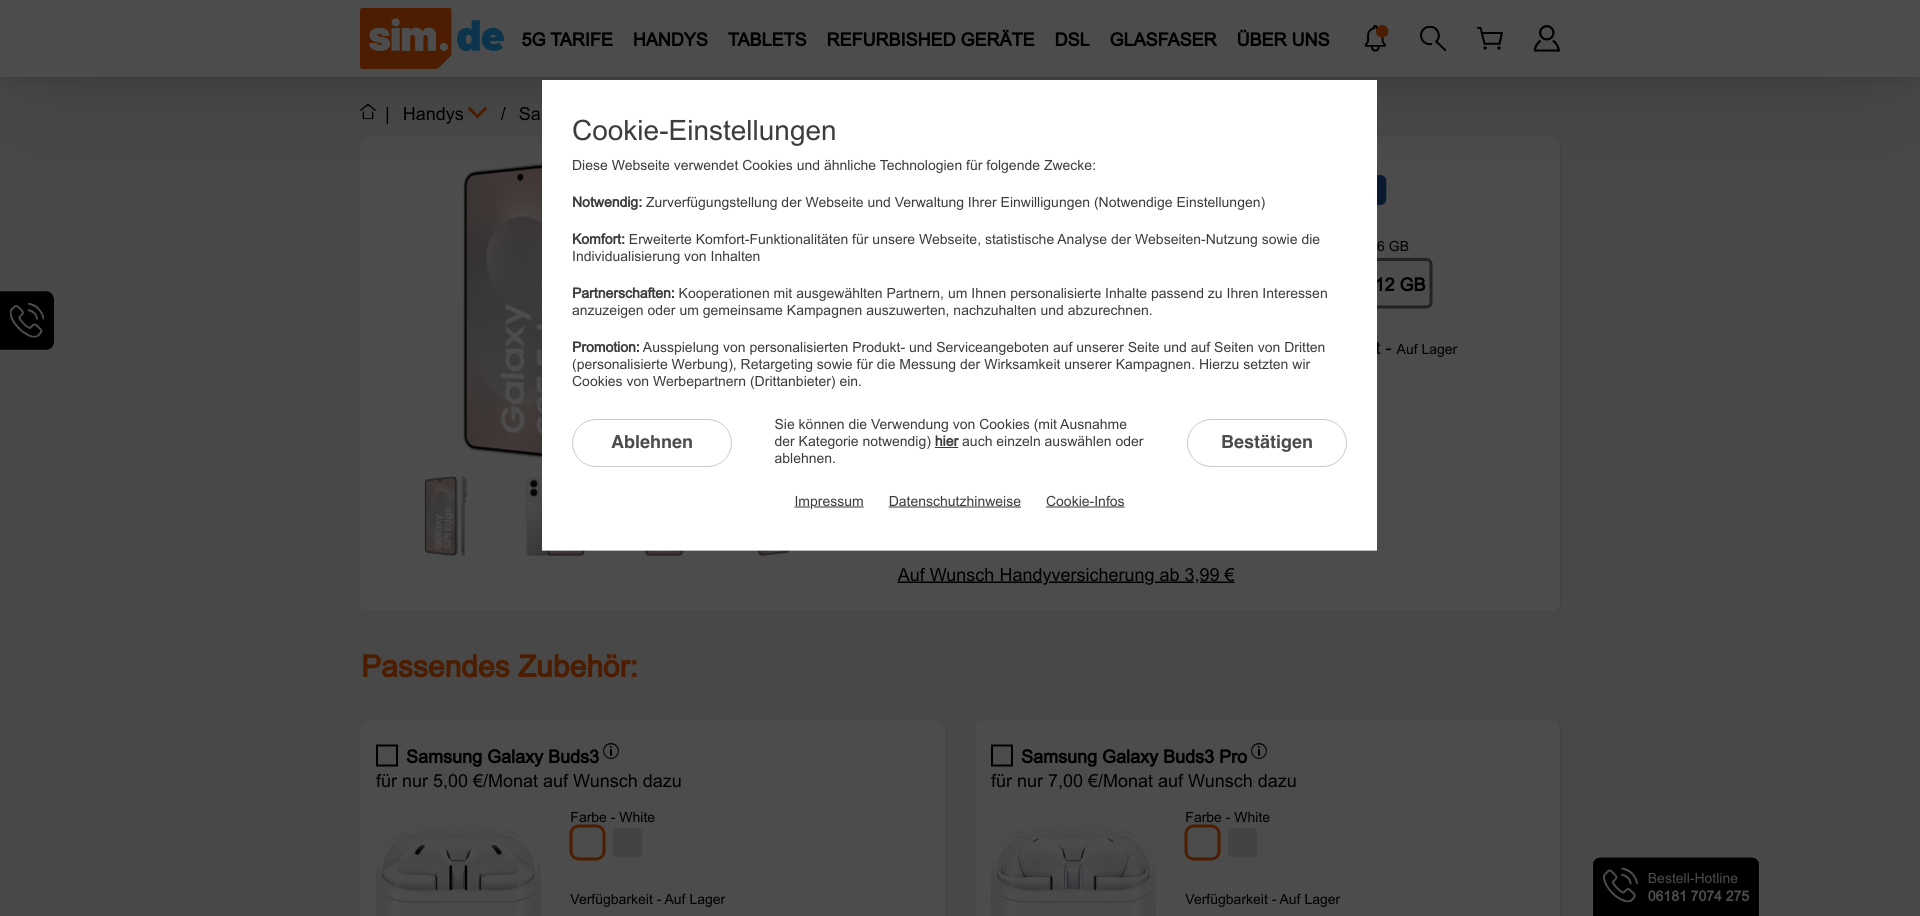 sim.de
5G TARIFE HANDYS TABLETS REFURBISHED GERÄTE DSL GLASFASER ÜBER UNS
| Handys / Sa
Cookie-Einstellungen
Diese Webseite verwendet Cookies und ähnliche Technologien für folgende Zwecke:
Notwendig: Zurverfügungstellung der Webseite und Verwaltung Ihrer Einwilligungen (Notwendige Einstellungen)
Komfort: Erweiterte Komfort-Funktionalitäten für unsere Webseite, statistische Analyse der Webseiten-Nutzung sowie die
Individualisierung von Inhalten
Partnerschaften: Kooperationen mit ausgewählten Partnern, um Ihnen personalisierte Inhalte passend zu Ihren Interessen
anzuzeigen oder um gemeinsame Kampagnen auszuwerten, nachzuhalten und abzurechnen.
Promotion: Ausspielung von personalisierten Produkt- und Serviceangeboten auf unserer Seite und auf Seiten von Dritten
(personalisierte Werbung), Retargeting sowie für die Messung der Wirksamkeit unserer Kampagnen. Hierzu setzten wir
Cookies von Werbepartnern (Drittanbieter) ein.
Ablehnen
Sie können die Verwendung von Cookies (mit Ausnahme
der Kategorie notwendig) hier auch einzeln auswählen oder
ablehnen.
Bestätigen
Impressum Datenschutzhinweise Cookie-Infos
6 GB
12 GB
t - Auf Lager
Galaxy
Galaxy
S25 Edge
Auf Wunsch Handyversicherung ab 3,99 €
Passendes Zubehör:
Samsung Galaxy Buds3
für nur 5,00 €/Monat auf Wunsch dazu
Farbe - White
Verfügbarkeit - Auf Lager
Samsung Galaxy Buds3 Pro
für nur 7,00 €/Monat auf Wunsch dazu
Farbe - White
Verfügbarkeit - Auf Lager
Bestell-Hotline
06181 7074 275